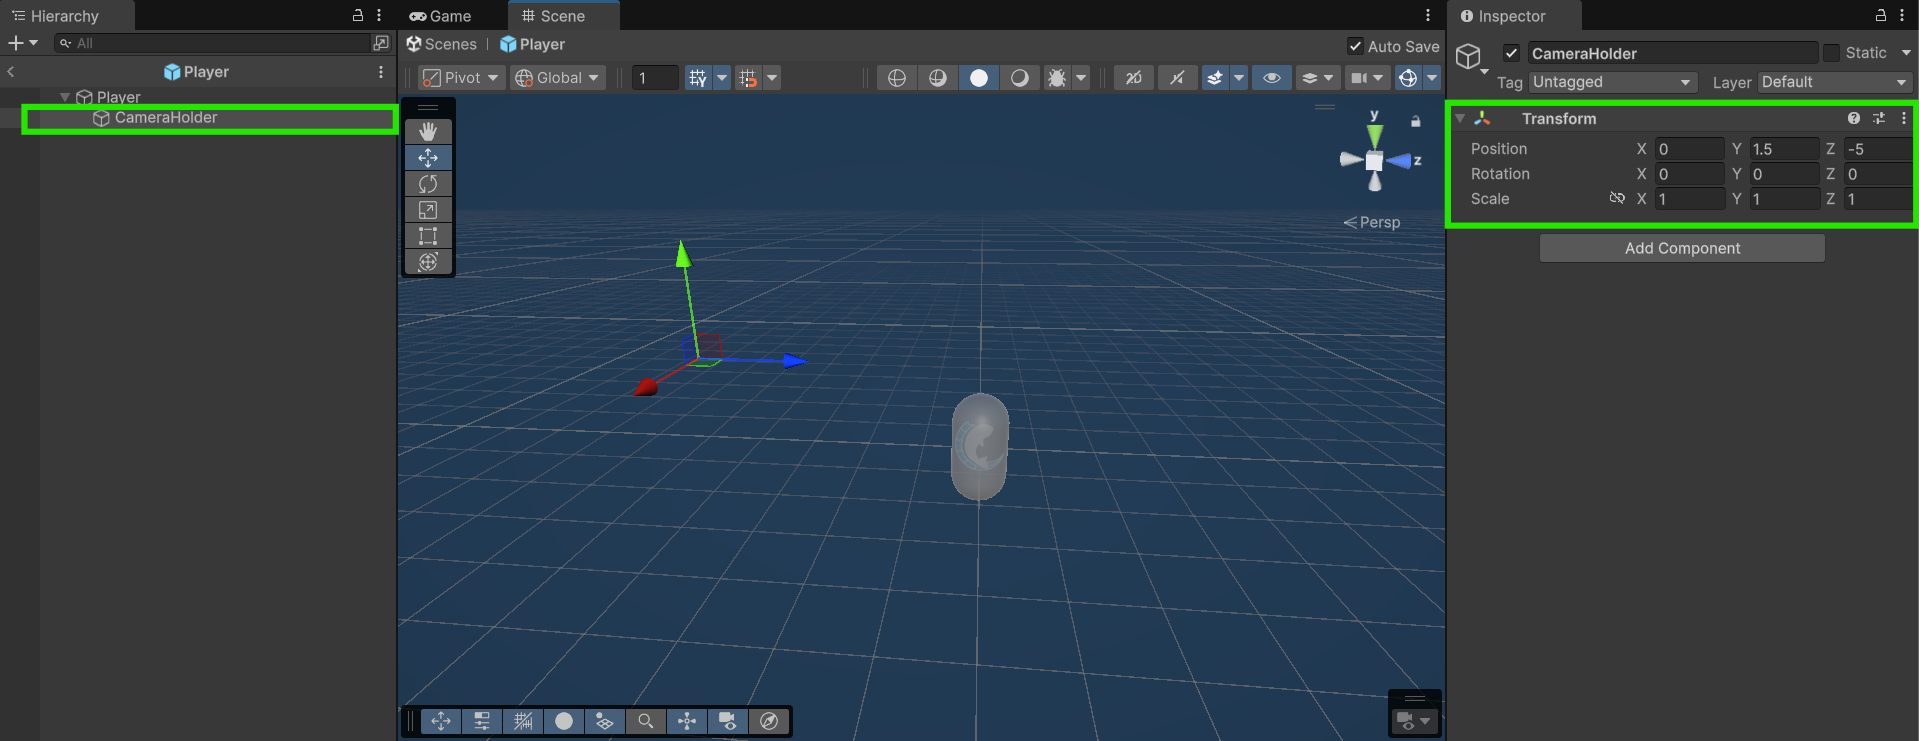 Hierarchy
All
Player
Player
CameraHolder
Game
Scene
Scenes
Player
Auto Save
Pivot
Global
1
2D
y
z
Persp
Inspector
CameraHolder
Static
Tag
Untagged
Layer
Default
Transform
Position X 0 Y 1.5 Z -5
Rotation X 0 Y 0 Z 0
Scale X 1 Y 1 Z 1
Add Component